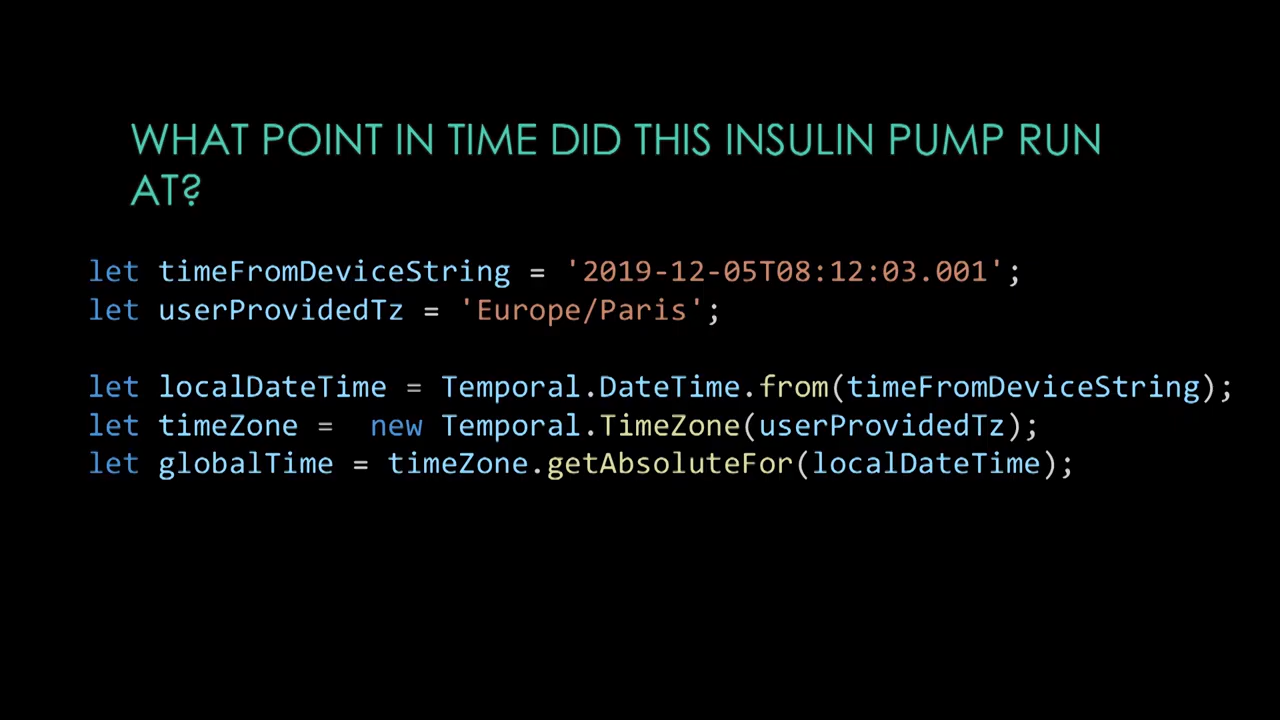 WHAT POINT IN TIME DID THIS INSULIN PUMP RUN
AT?
let timeFromDeviceString = '2019-12-05T08:12:03.001';
let userProvidedTz = 'Europe/Paris';
let localDateTime = Temporal.DateTime.from(timeFromDeviceString);
let timeZone =  new Temporal.TimeZone(userProvidedTz);
let globalTime = timeZone.getAbsoluteFor(localDateTime);